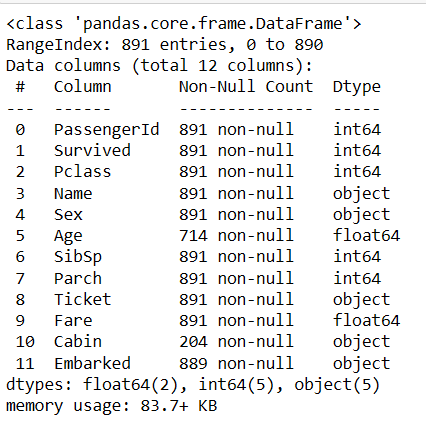 <class 'pandas.core.frame.DataFrame'>
RangeIndex: 891 entries, 0 to 890
Data columns (total 12 columns):
 #   Column       Non-Null Count  Dtype
---  ------       --------------  -----
 0   PassengerId  891 non-null    int64
 1   Survived     891 non-null    int64
 2   Pclass       891 non-null    int64
 3   Name         891 non-null    object
 4   Sex          891 non-null    object
 5   Age          714 non-null    float64
 6   SibSp        891 non-null    int64
 7   Parch        891 non-null    int64
 8   Ticket       891 non-null    object
 9   Fare         891 non-null    float64
 10  Cabin        204 non-null    object
 11  Embarked     889 non-null    object
dtypes: float64(2), int64(5), object(5)
memory usage: 83.7+ KB